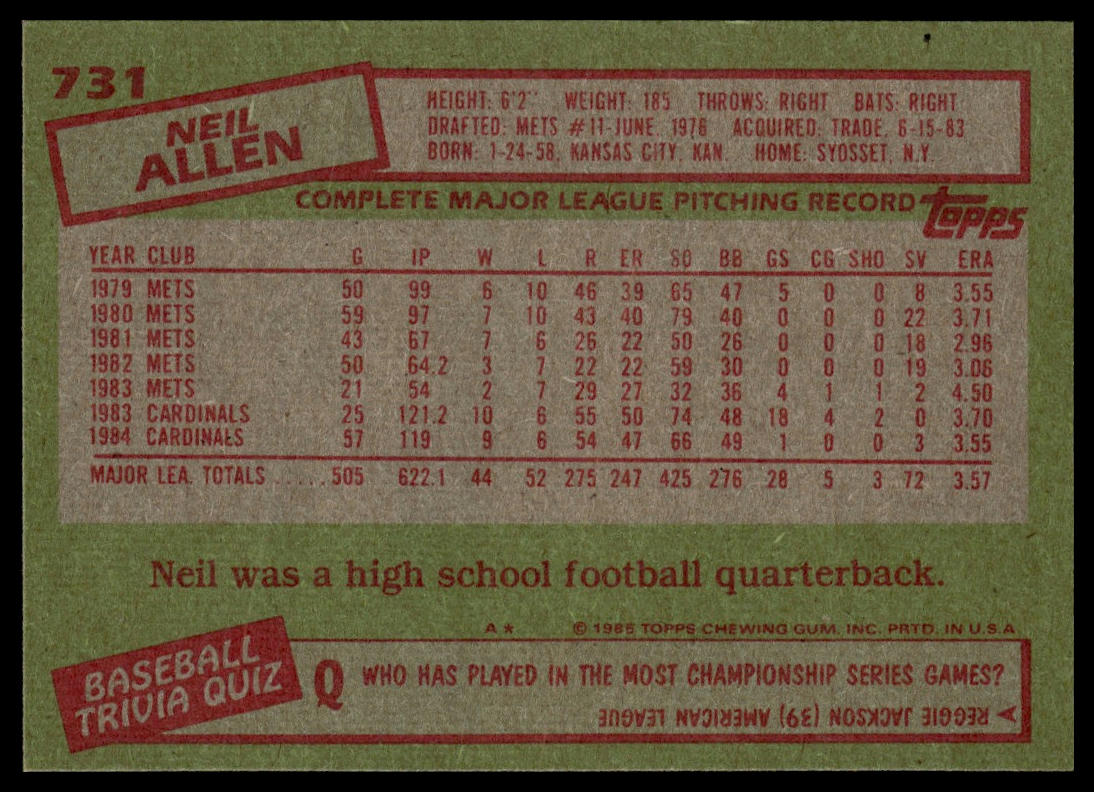 731
NEIL
ALLEN
HEIGHT: 6'2" WEIGHT: 185 THROWS: RIGHT BATS: RIGHT
DRAFTED: METS #11-JUNE, 1976 ACQUIRED: TRADE, 6-15-83
BORN: 1-24-58, KANSAS CITY, KAN. HOME: SYOSSET, N.Y.
COMPLETE MAJOR LEAGUE PITCHING RECORD topps
YEAR CLUB G IP W L R ER SO BB GS CG SHO SV ERA
1979 METS 50 99 6 10 46 39 65 47 5 0 0 8 3.55
1980 METS 59 97 7 10 43 40 79 40 0 0 0 22 3.71
1981 METS 43 67 7 6 26 22 50 26 0 0 0 18 2.96
1982 METS 50 64.2 3 7 22 22 59 30 0 0 0 19 3.06
1983 METS 21 54 2 7 29 27 32 36 4 1 1 2 4.50
1983 CARDINALS 25 121.2 10 6 55 50 74 48 18 4 2 0 3.70
1984 CARDINALS 57 119 9 6 54 47 66 49 1 0 0 3 3.55
MAJOR LEA. TOTALS ..... 505 622.1 44 52 275 247 425 276 28 5 3 72 3.57
Neil was a high school football quarterback.
A* © 1985 TOPPS CHEWING GUM, INC. PRTD. IN U.S.A
BASEBALL
TRIVIA QUIZ
Q WHO HAS PLAYED IN THE MOST CHAMPIONSHIP SERIES GAMES?
A REGGIE JACKSON (39) AMERICAN LEAGUE